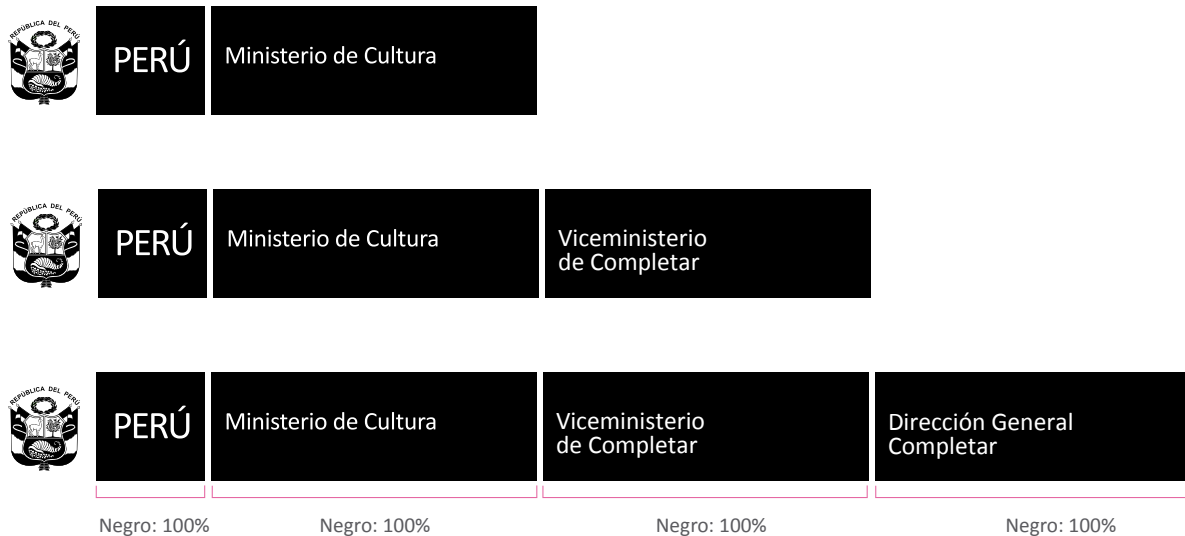 REPÚBLICA DEL PERÚ
PERÚ
Ministerio de Cultura
REPÚBLICA DEL PERÚ
PERÚ
Ministerio de Cultura
Viceministerio
de Completar
REPÚBLICA DEL PERÚ
PERÚ
Ministerio de Cultura
Viceministerio
de Completar
Dirección General
Completar
Negro: 100%
Negro: 100%
Negro: 100%
Negro: 100%